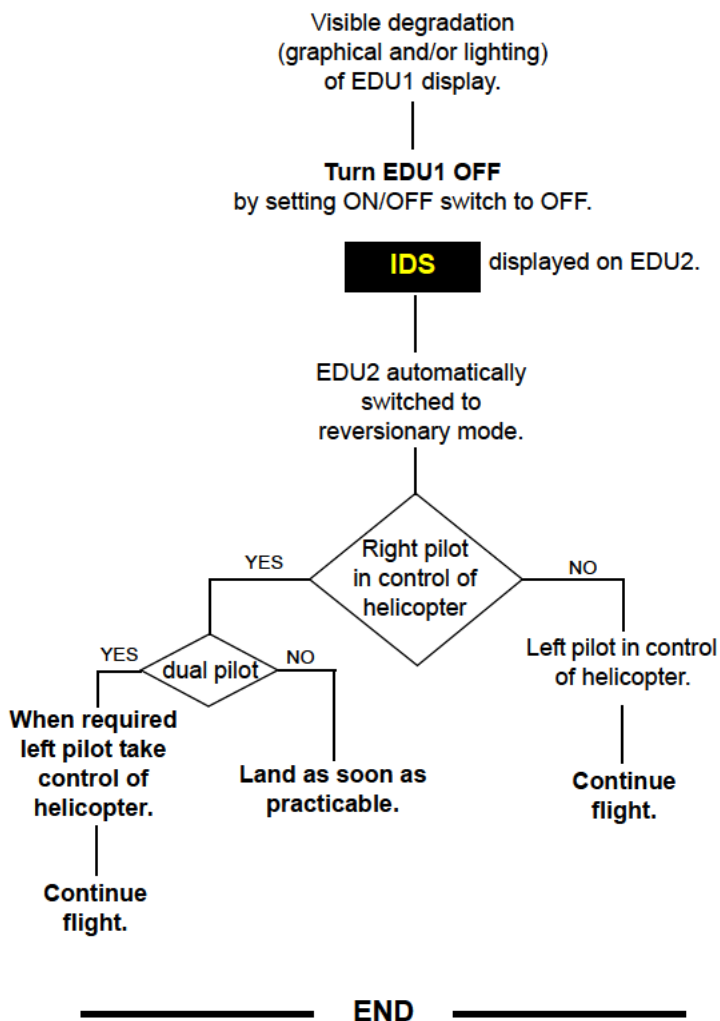 Visible degradation
(graphical and/or lighting)
of EDU1 display.
Turn EDU1 OFF
by setting ON/OFF switch to OFF.
IDS displayed on EDU2.
EDU2 automatically
switched to
reversionary mode.
Right pilot
in control of
helicopter
YES
NO
dual pilot
YES
NO
Left pilot in control
of helicopter.
When required
left pilot take
control of
helicopter.
Land as soon as
practicable.
Continue
flight.
Continue
flight.
END